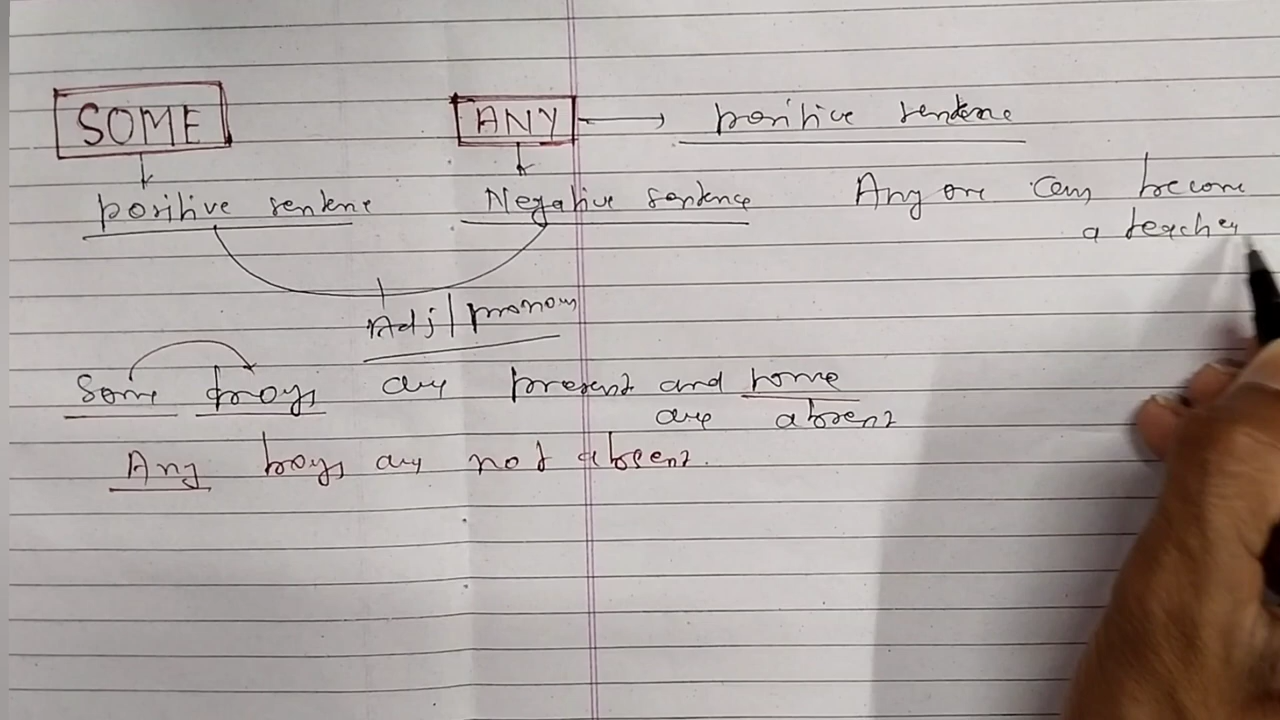 SOME
ANY → positive sentence
positive sentence
Negative sentence
Any one can become
a teacher
Adj/pronoun
Some boys are present and some
are absent
Any boys are not absent.